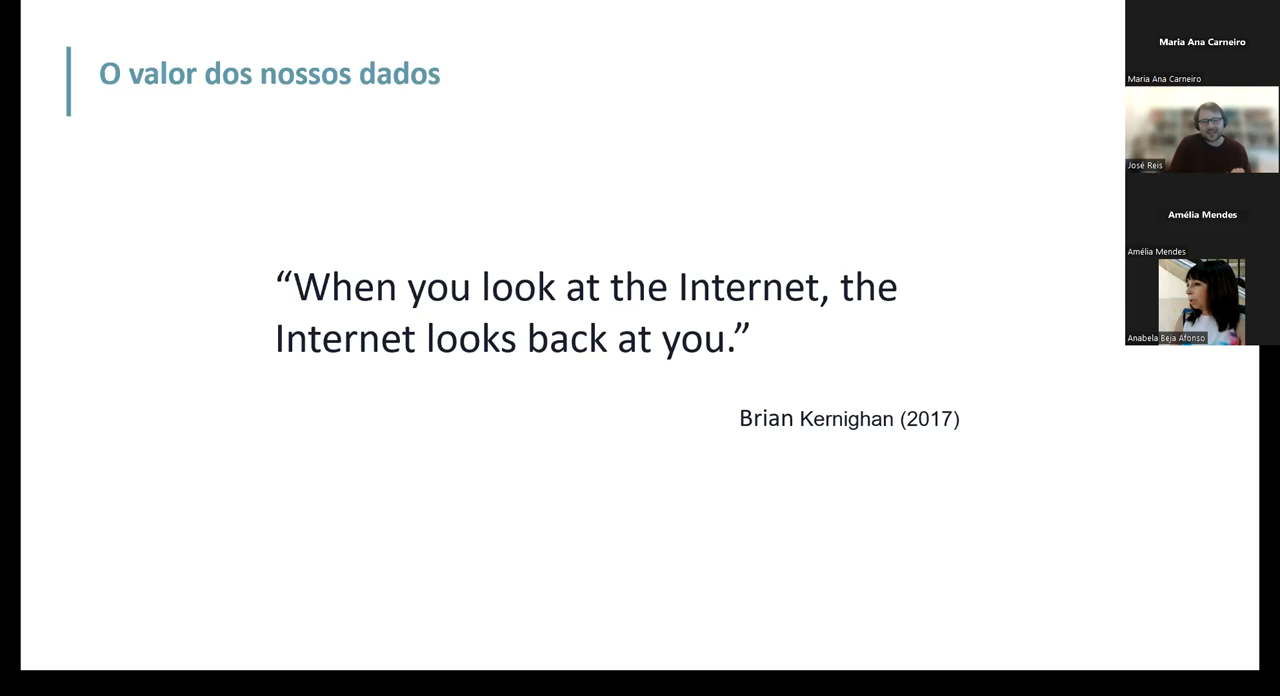 O valor dos nossos dados
“When you look at the Internet, the
Internet looks back at you.”
Brian Kernighan (2017)
Maria Ana Carneiro
Maria Ana Carneiro
José Reis
Amélia Mendes
Amélia Mendes
Anabela Beja Afonso